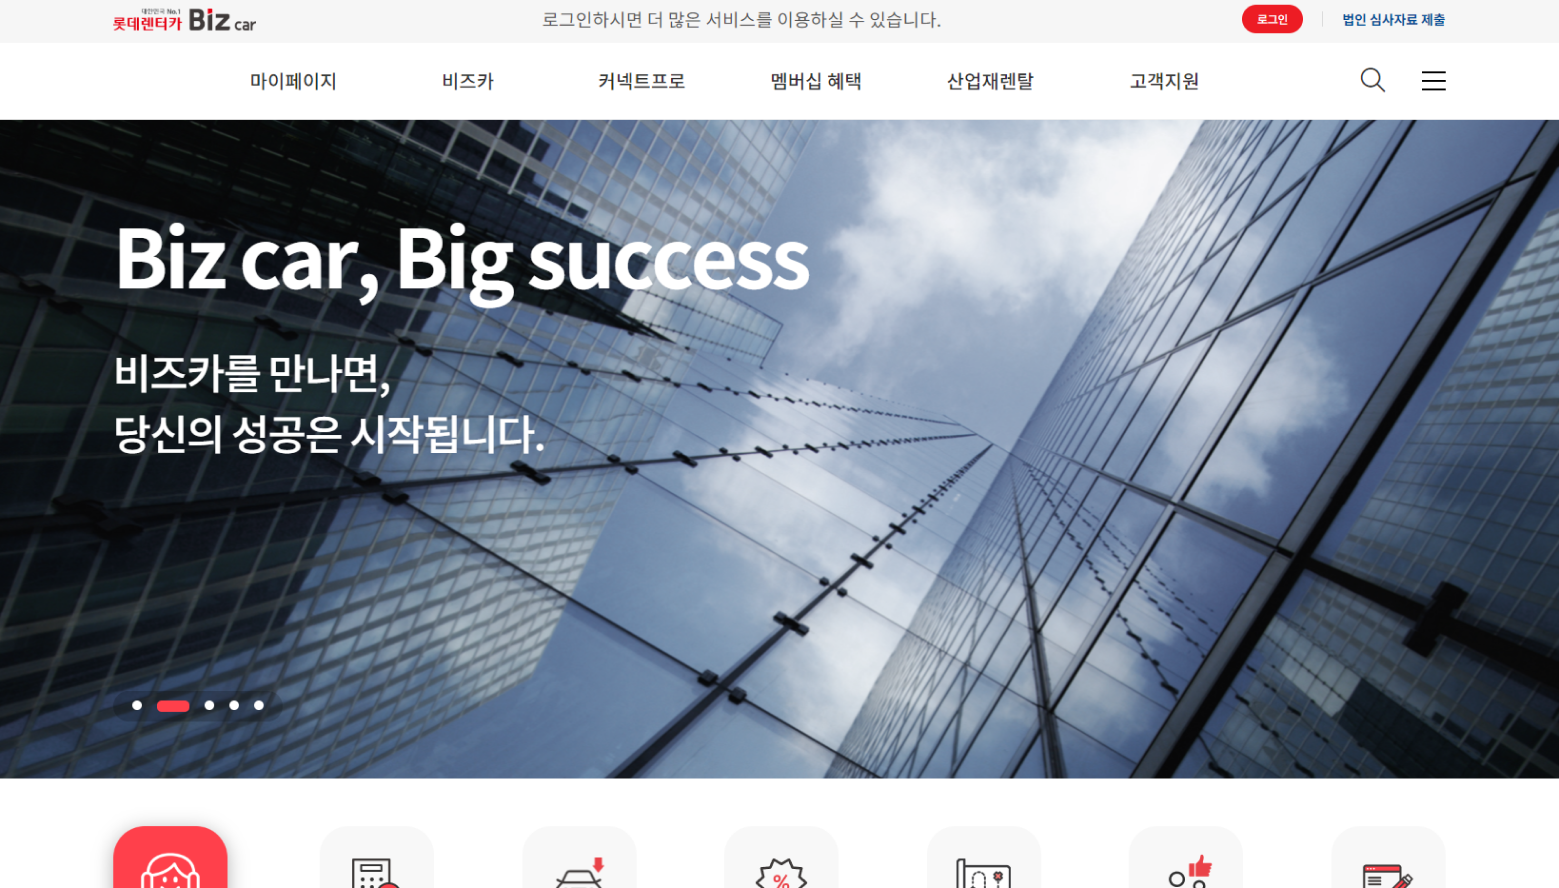 대한민국 No.1
롯데렌터카 Biz car
로그인하시면 더 많은 서비스를 이용하실 수 있습니다.
로그인
법인 심사자료 제출
마이페이지
비즈카
커넥트프로
멤버십 혜택
산업재렌탈
고객지원
Biz car, Big success
비즈카를 만나면,
당신의 성공은 시작됩니다.
%